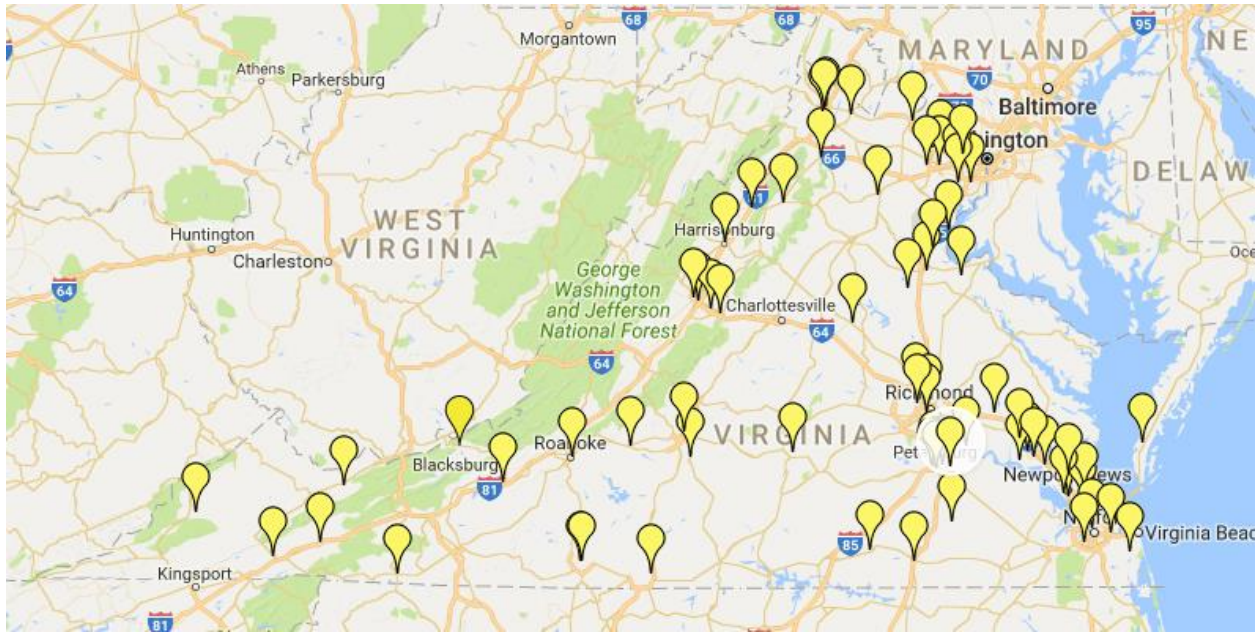 68
68
95
Morgantown
MARYLAND
NE
Athens
70
Parkersburg
Baltimore
ington
66
DELAW
81
WEST
VIRGINIA
Harrisonburg
Huntington
Charleston
George
Washington
and Jefferson
National Forest
64
Oce
Charlottesville
64
64
Richmond
VIRGINIA
Roanoke
Blacksburg
81
Newport News
Virginia Beac
85
Kingsport
81